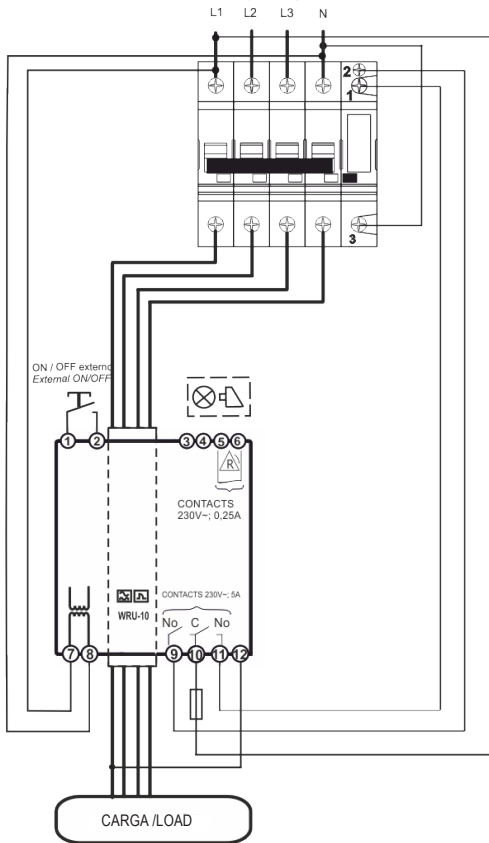 L1 L2 L3 N
2
1
3
ON / OFF externo
External ON/OFF
1 2 3 4 5 6
R
CONTACTS
230V~; 0,25A
CONTACTS 230V~; 5A
WRU-10
No C No
7 8 9 10 11 12
CARGA /LOAD